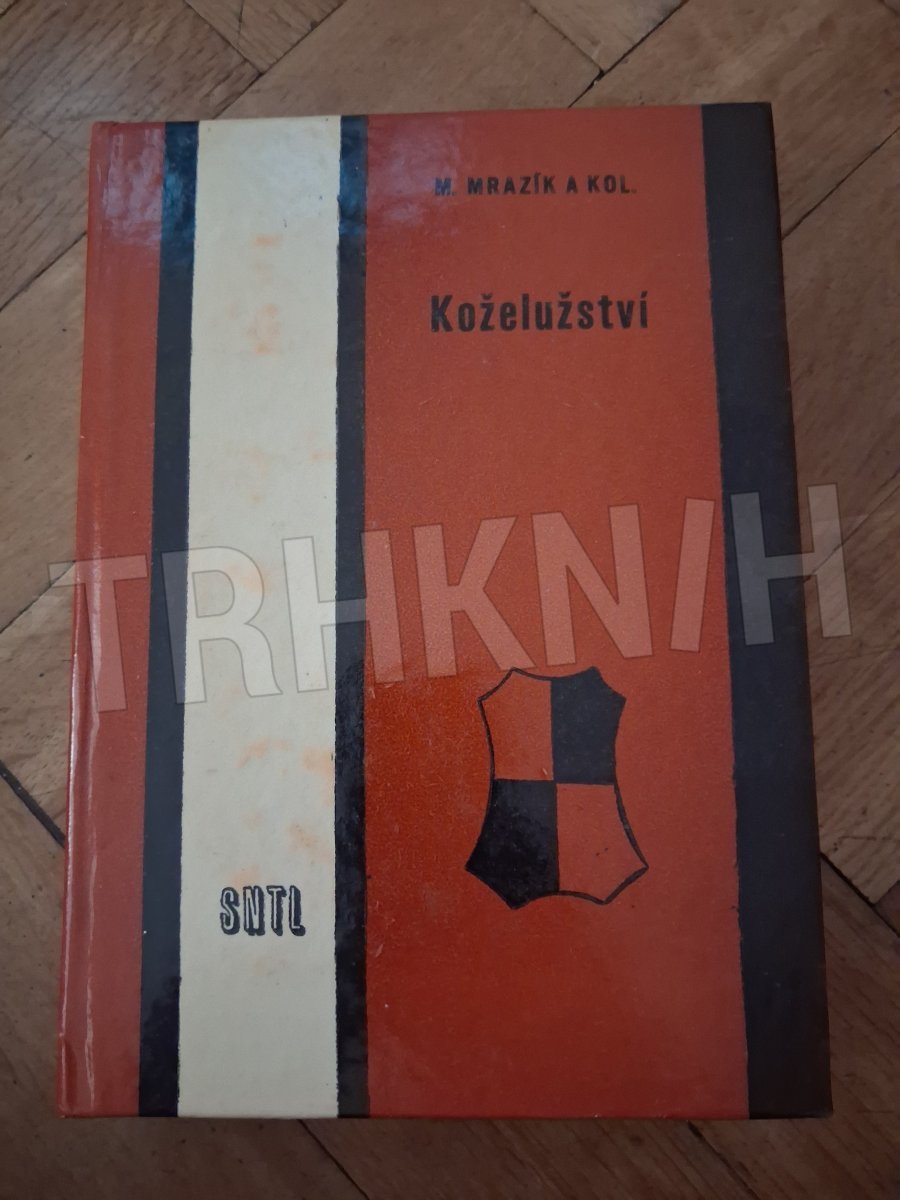 M. MRAZÍK A KOL.
Koželužství
TRHKNIH
SNTL